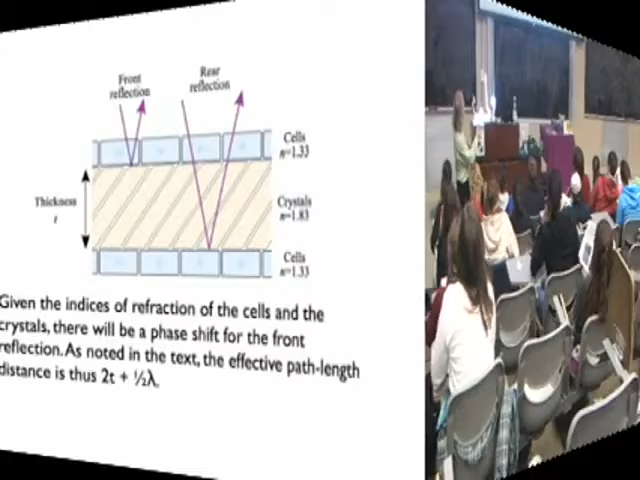 Front
reflection
Rear
reflection
Cells
n=1.33
Thickness
t
Crystals
n=1.83
Cells
n=1.33
Given the indices of refraction of the cells and the
crystals, there will be a phase shift for the front
reflection. As noted in the text, the effective path-length
distance is thus 2t + ½λ.